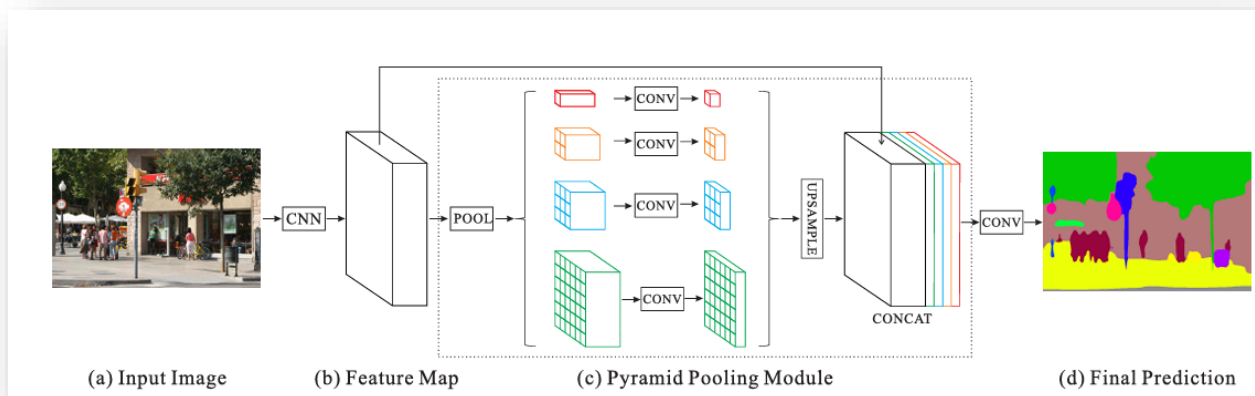 CNN
POOL
CONV
CONV
CONV
CONV
UPSAMPLE
CONCAT
CONV
(a) Input Image
(b) Feature Map
(c) Pyramid Pooling Module
(d) Final Prediction